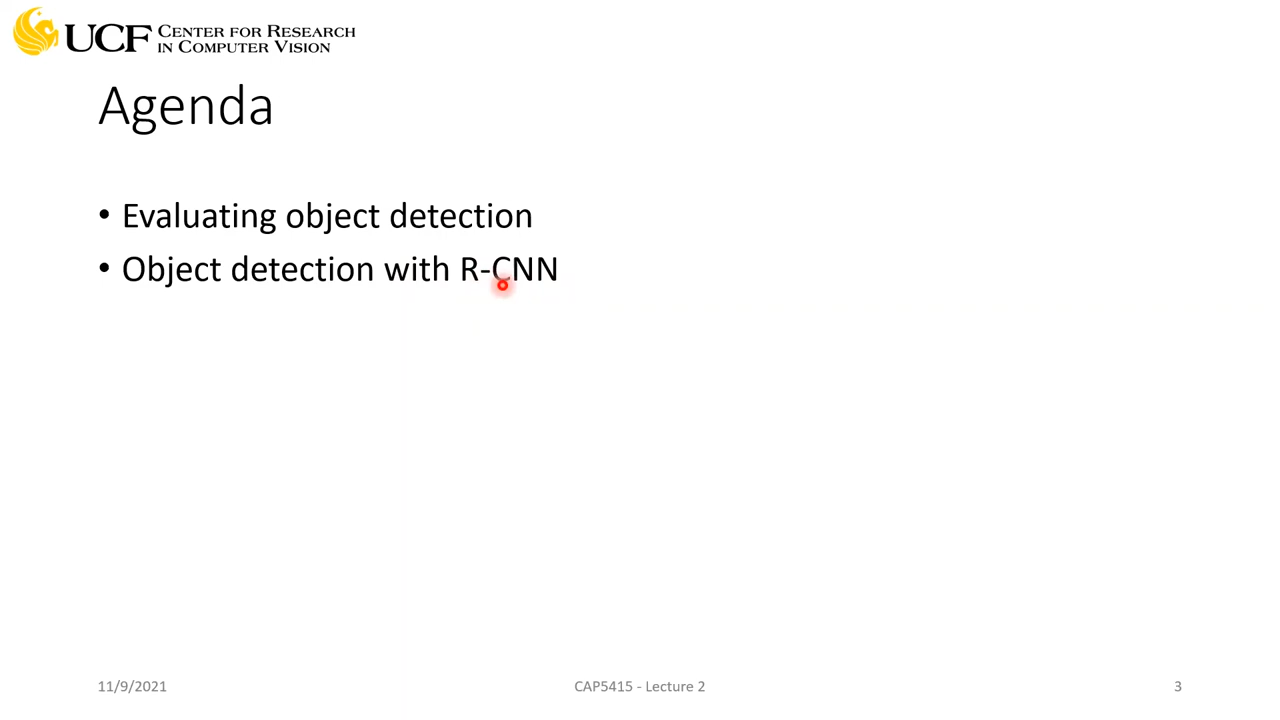 UCF CENTER FOR RESEARCH
IN COMPUTER VISION
Agenda
• Evaluating object detection
• Object detection with R-CNN
11/9/2021
CAP5415 - Lecture 2
3